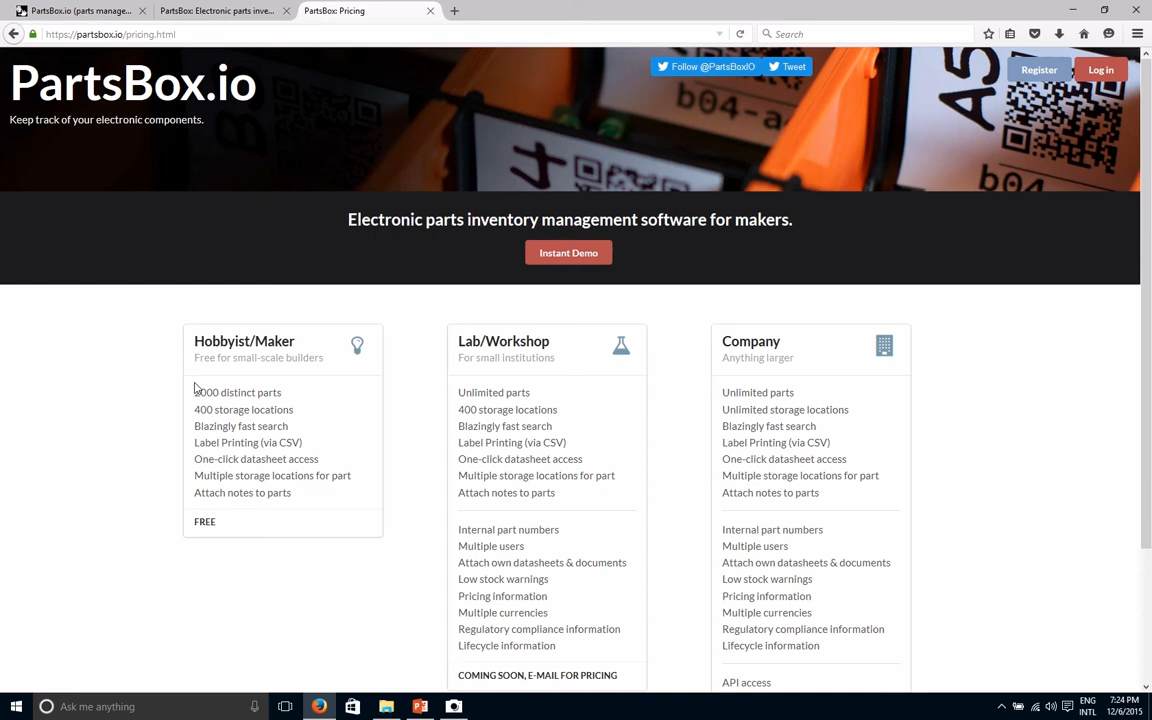 PartsBox.io (parts manage...
PartsBox: Electronic parts inve...
PartsBox: Pricing
https://partsbox.io/pricing.html
Search
PartsBox.io
Keep track of your electronic components.
Follow @PartsBoxIO
Tweet
Register
Log in
b04-a
A5
b04
Electronic parts inventory management software for makers.
Instant Demo
Hobbyist/Maker
Free for small-scale builders
000 distinct parts
400 storage locations
Blazingly fast search
Label Printing (via CSV)
One-click datasheet access
Multiple storage locations for part
Attach notes to parts
FREE
Lab/Workshop
For small institutions
Unlimited parts
400 storage locations
Blazingly fast search
Label Printing (via CSV)
One-click datasheet access
Multiple storage locations for part
Attach notes to parts
Internal part numbers
Multiple users
Attach own datasheets & documents
Low stock warnings
Pricing information
Multiple currencies
Regulatory compliance information
Lifecycle information
COMING SOON, E-MAIL FOR PRICING
Company
Anything larger
Unlimited parts
Unlimited storage locations
Blazingly fast search
Label Printing (via CSV)
One-click datasheet access
Multiple storage locations for part
Attach notes to parts
Internal part numbers
Multiple users
Attach own datasheets & documents
Low stock warnings
Pricing information
Multiple currencies
Regulatory compliance information
Lifecycle information
API access
Ask me anything
ENG
INTL
7:24 PM
12/6/2015